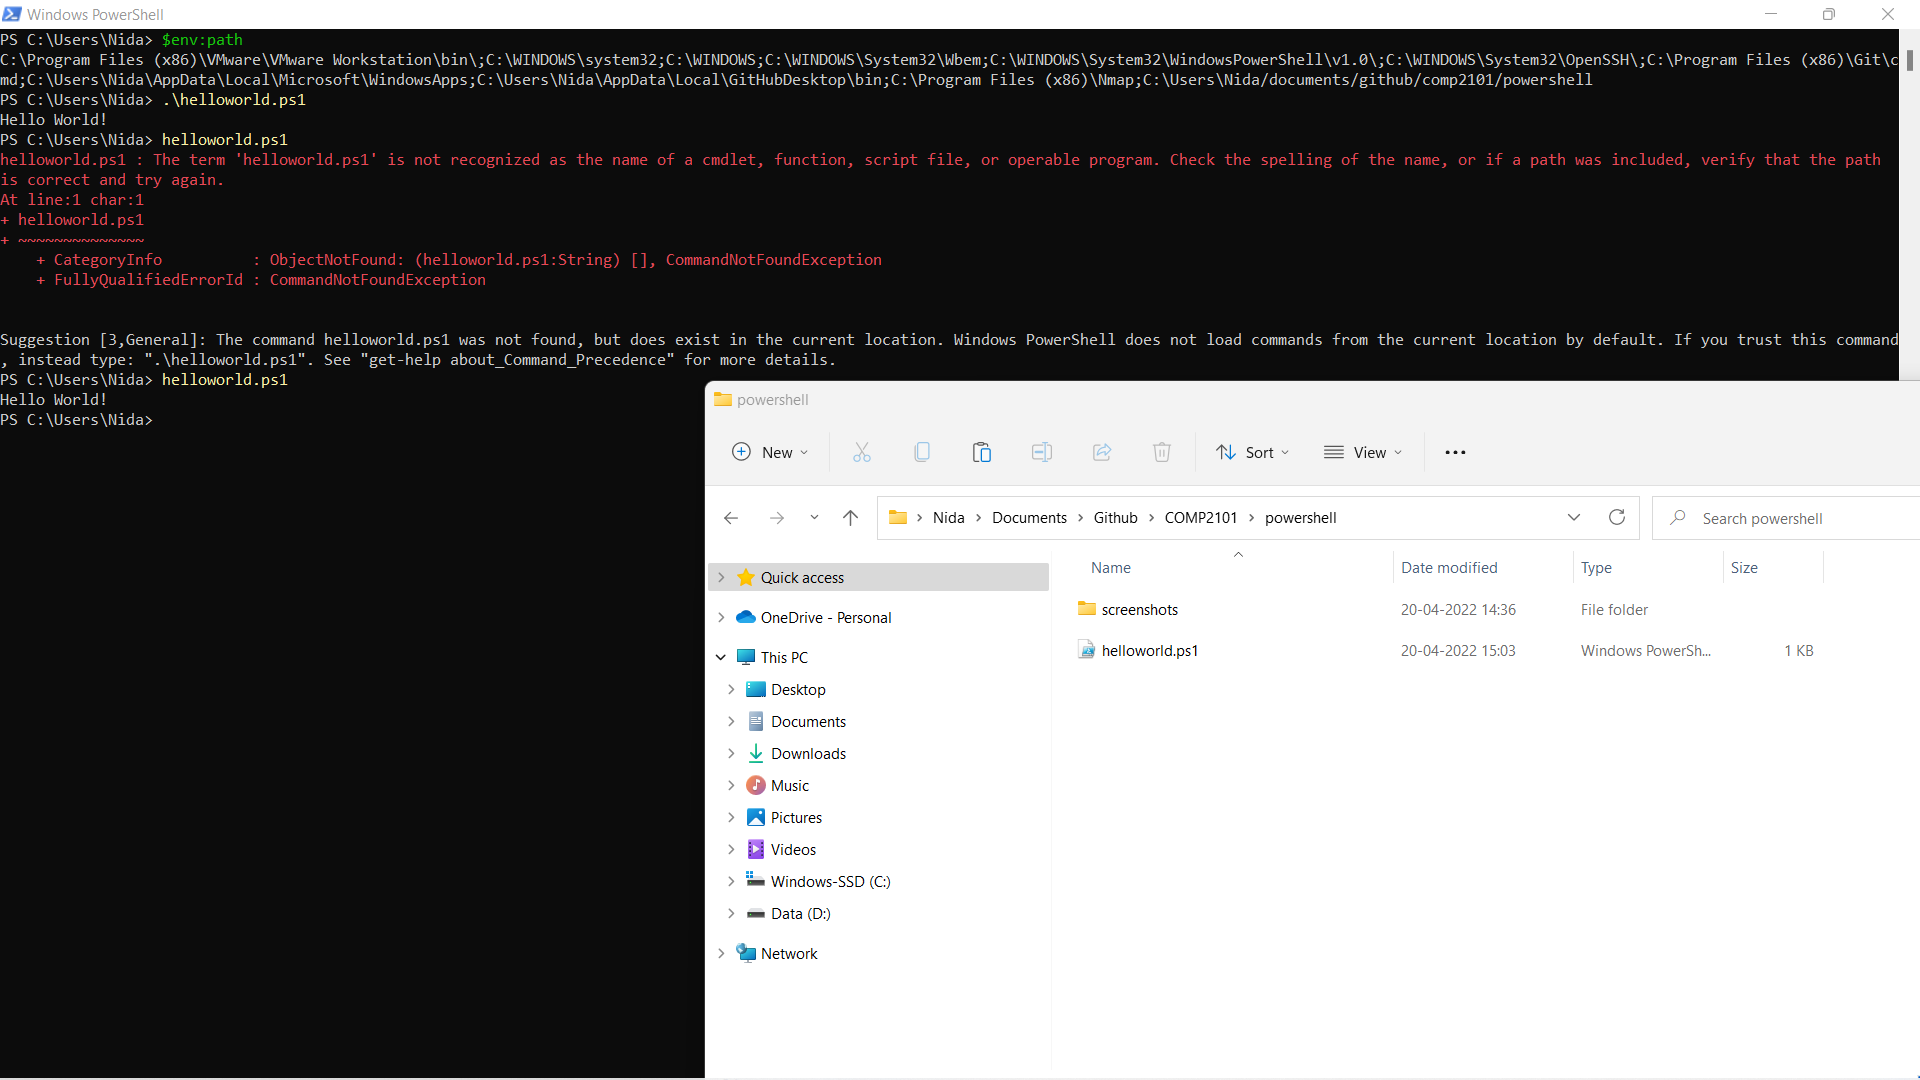 Windows PowerShell
PS C:\Users\Nida> $env:path
C:\Program Files (x86)\VMware\VMware Workstation\bin\;C:\WINDOWS\system32;C:\WINDOWS;C:\WINDOWS\System32\Wbem;C:\WINDOWS\System32\WindowsPowerShell\v1.0\;C:\WINDOWS\System32\OpenSSH\;C:\Program Files (x86)\Git\c
md;C:\Users\Nida\AppData\Local\Microsoft\WindowsApps;C:\Users\Nida\AppData\Local\GitHubDesktop\bin;C:\Program Files (x86)\Nmap;C:\Users\Nida/documents/github/comp2101/powershell
PS C:\Users\Nida> .\helloworld.ps1
Hello World!
PS C:\Users\Nida> helloworld.ps1
helloworld.ps1 : The term 'helloworld.ps1' is not recognized as the name of a cmdlet, function, script file, or operable program. Check the spelling of the name, or if a path was included, verify that the path
is correct and try again.
At line:1 char:1
+ helloworld.ps1
+ ~~~~~~~~~~~~~~
    + CategoryInfo          : ObjectNotFound: (helloworld.ps1:String) [], CommandNotFoundException
    + FullyQualifiedErrorId : CommandNotFoundException
Suggestion [3,General]: The command helloworld.ps1 was not found, but does exist in the current location. Windows PowerShell does not load commands from the current location by default. If you trust this command
, instead type: ".\helloworld.ps1". See "get-help about_Command_Precedence" for more details.
PS C:\Users\Nida> helloworld.ps1
Hello World!
PS C:\Users\Nida>
powershell
New Sort View
Nida > Documents > Github > COMP2101 > powershell Search powershell
Name Date modified Type Size
screenshots 20-04-2022 14:36 File folder
helloworld.ps1 20-04-2022 15:03 Windows PowerSh... 1 KB
Quick access
OneDrive - Personal
This PC
Desktop
Documents
Downloads
Music
Pictures
Videos
Windows-SSD (C:)
Data (D:)
Network